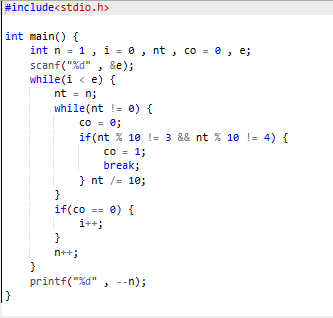 #include<stdio.h>
int main() {
int n = 1 , i = 0 , nt , co = 0 , e;
scanf("%d" , &e);
while(i < e) {
nt = n;
while(nt != 0) {
co = 0;
if(nt % 10 != 3 && nt % 10 != 4) {
co = 1;
break;
} nt /= 10;
}
if(co == 0) {
i++;
}
n++;
}
printf("%d" , --n);
}